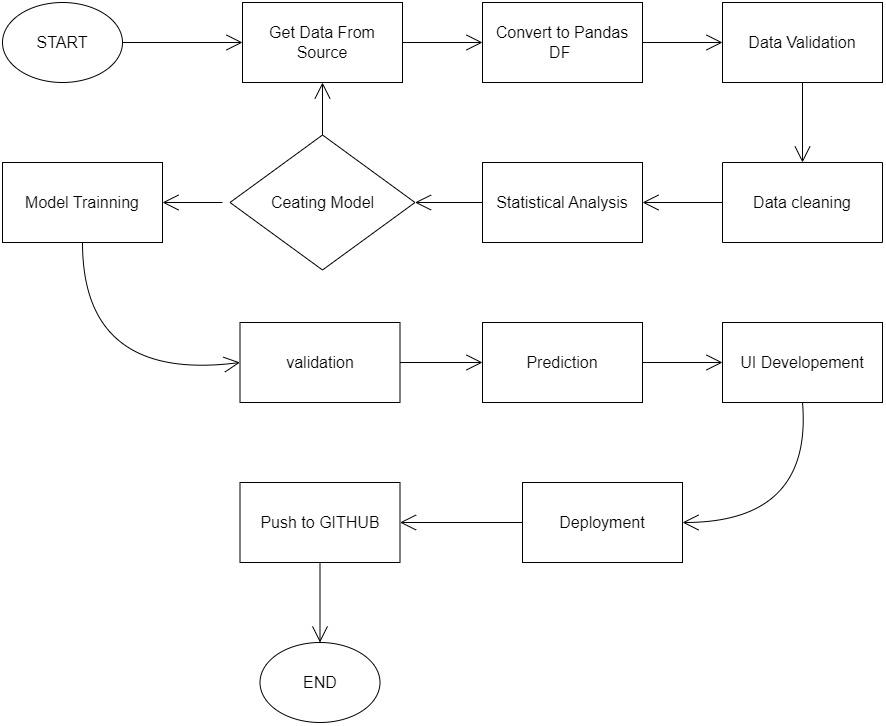 START
Get Data From
Source
Convert to Pandas
DF
Data Validation
Data cleaning
Statistical Analysis
Ceating Model
Model Trainning
validation
Prediction
UI Developement
Deployment
Push to GITHUB
END